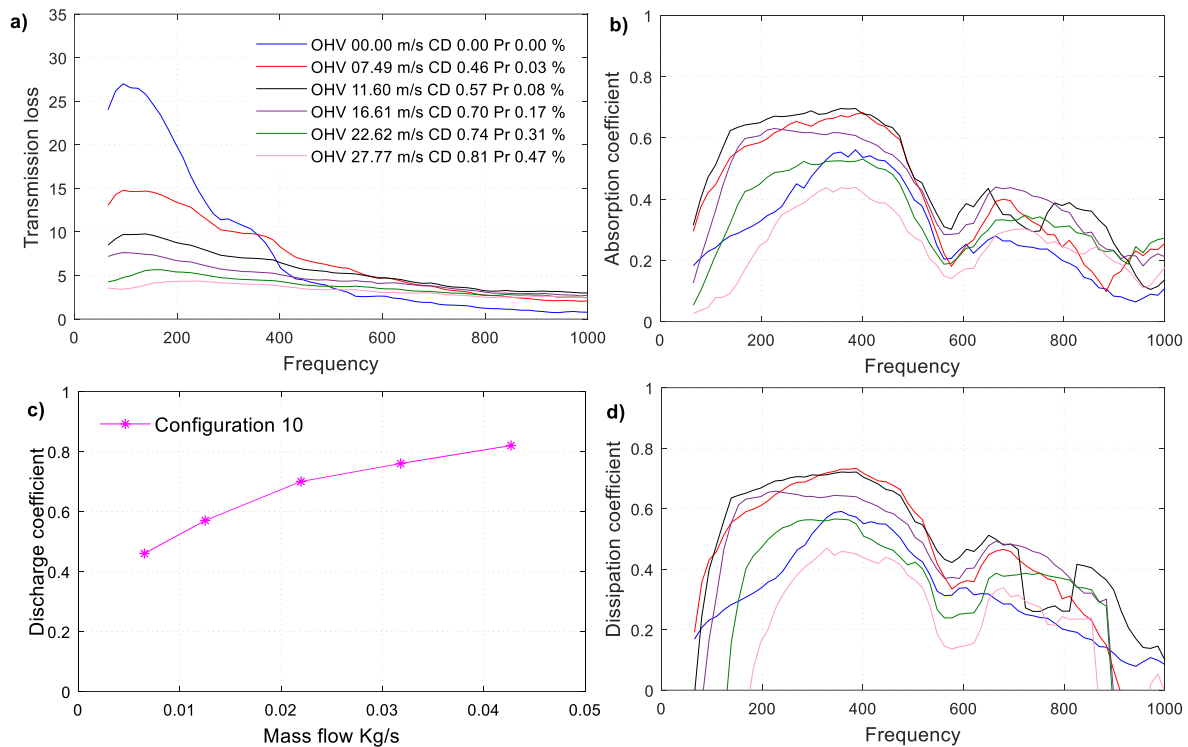 a)
35
30
25
20
15
10
5
0
Transmission loss
OHV 00.00 m/s CD 0.00 Pr 0.00 %
OHV 07.49 m/s CD 0.46 Pr 0.03 %
OHV 11.60 m/s CD 0.57 Pr 0.08 %
OHV 16.61 m/s CD 0.70 Pr 0.17 %
OHV 22.62 m/s CD 0.74 Pr 0.31 %
OHV 27.77 m/s CD 0.81 Pr 0.47 %
0 200 400 600 800 1000
Frequency
b)
1
0.8
0.6
0.4
0.2
0
Absorption coefficient
0 200 400 600 800 1000
Frequency
c)
1
0.8
0.6
0.4
0.2
0
Discharge coefficient
Configuration 10
0 0.01 0.02 0.03 0.04 0.05
Mass flow Kg/s
d)
1
0.8
0.6
0.4
0.2
0
Dissipation coefficient
0 200 400 600 800 1000
Frequency